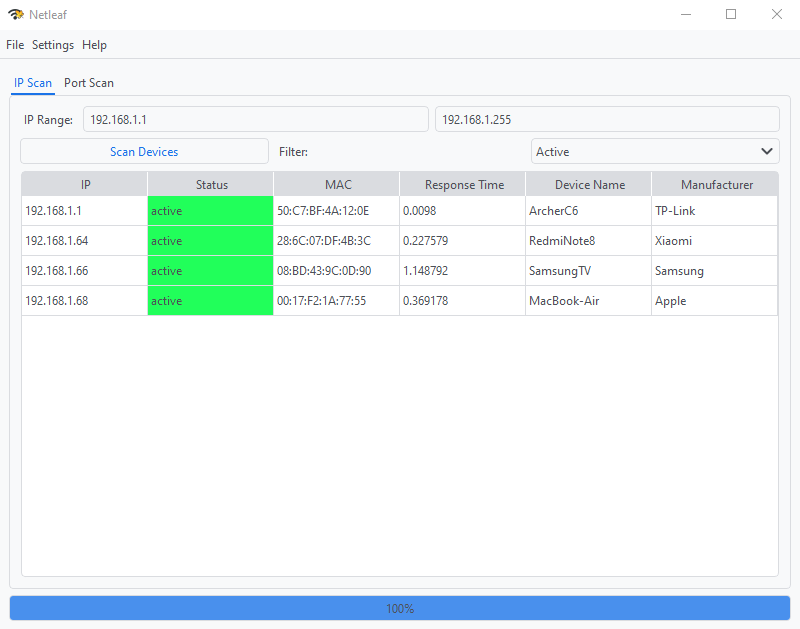 Netleaf
File Settings Help
IP Scan Port Scan
IP Range: 192.168.1.1 192.168.1.255
Scan Devices Filter: Active
IP Status MAC Response Time Device Name Manufacturer
192.168.1.1 active 50:C7:BF:4A:12:0E 0.0098 ArcherC6 TP-Link
192.168.1.64 active 28:6C:07:DF:4B:3C 0.227579 RedmiNote8 Xiaomi
192.168.1.66 active 08:BD:43:9C:0D:90 1.148792 SamsungTV Samsung
192.168.1.68 active 00:17:F2:1A:77:55 0.369178 MacBook-Air Apple
100%